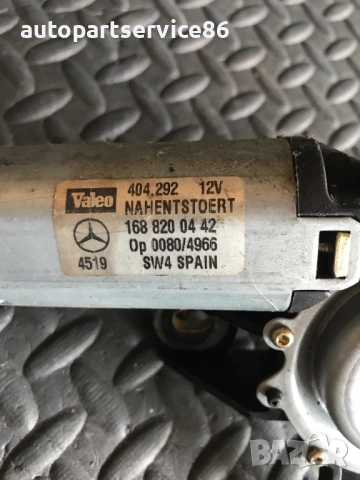 autopartservice86
Valeo 404.292 12V
NAHENTSTOERT
168 820 04 42
Op 0080/4966
4519 SW4 SPAIN
BAZAR